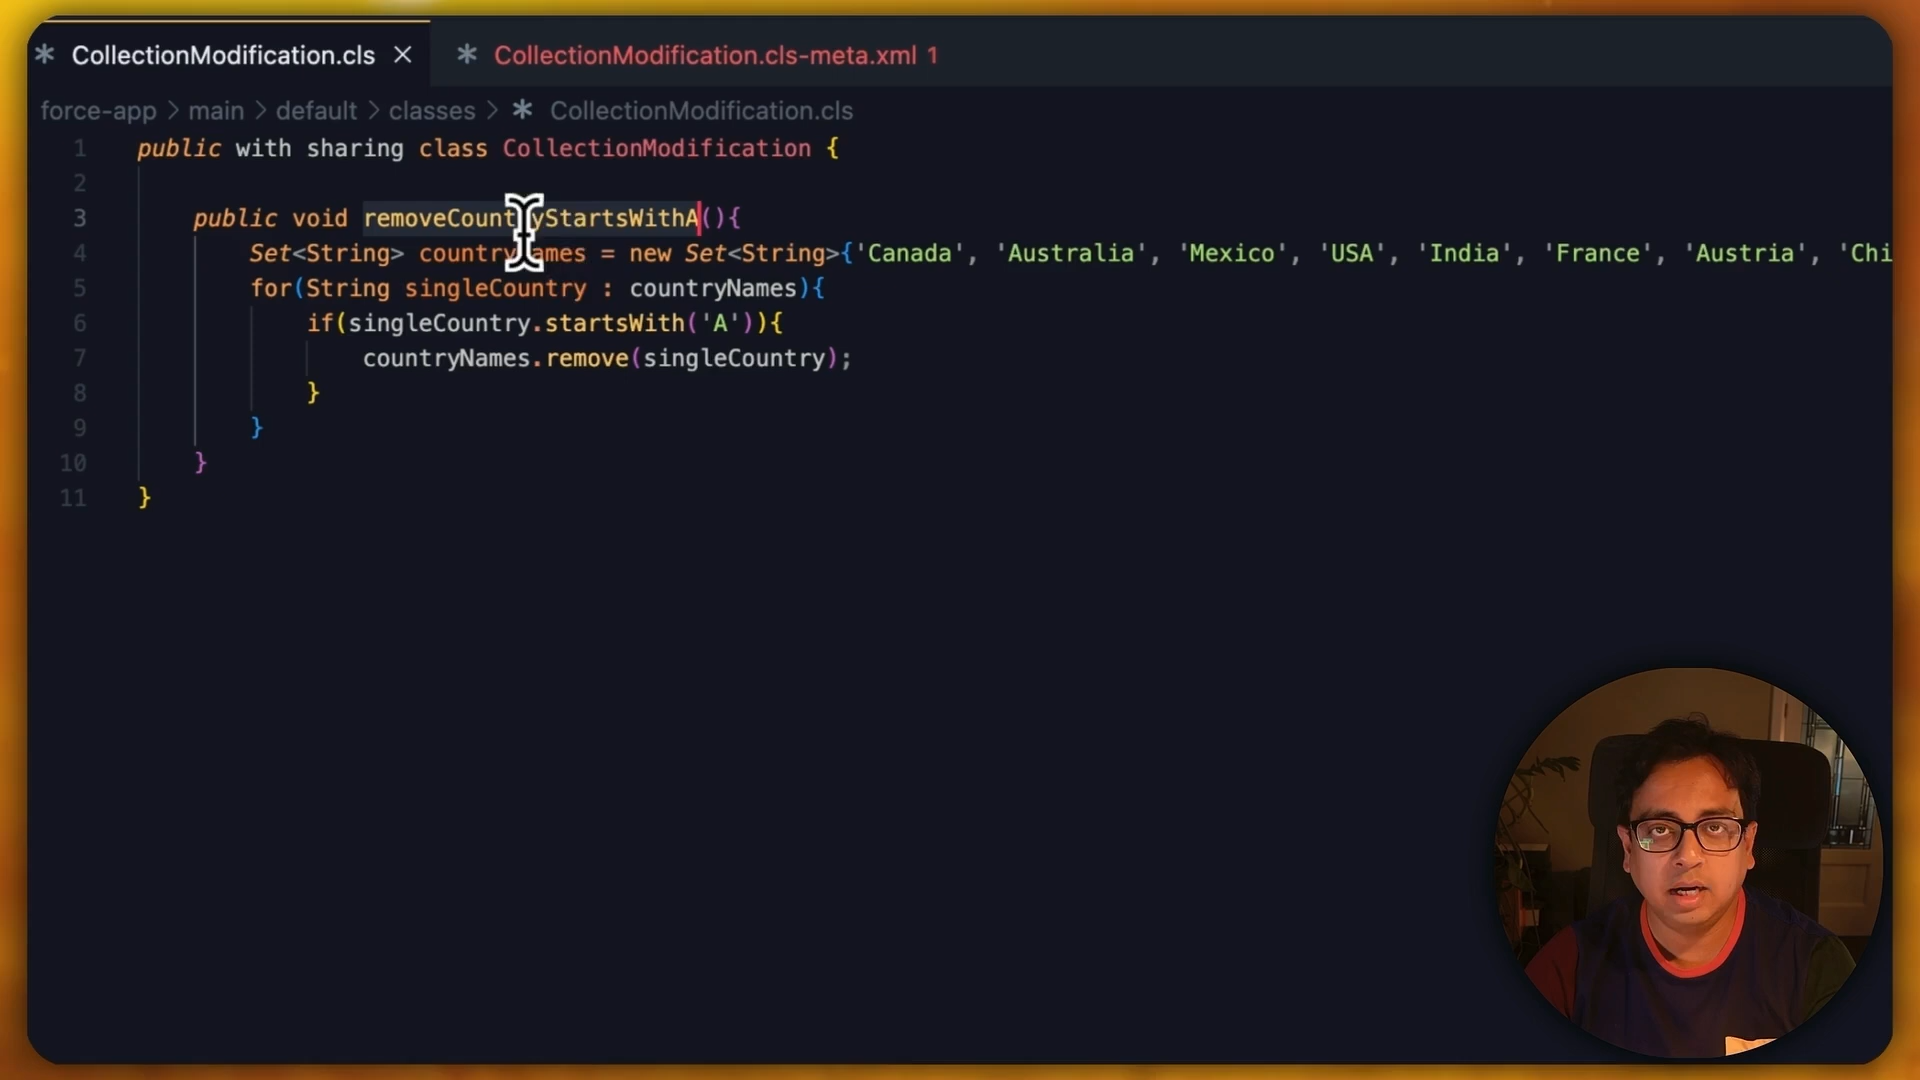 CollectionModification.cls
CollectionModification.cls-meta.xml 1
force-app > main > default > classes > CollectionModification.cls
1 public with sharing class CollectionModification {
2
3 public void removeCountryStartsWithA(){
4 Set<String> countryNames = new Set<String>{'Canada', 'Australia', 'Mexico', 'USA', 'India', 'France', 'Austria', 'Chi
5 for(String singleCountry : countryNames){
6 if(singleCountry.startsWith('A')){
7 countryNames.remove(singleCountry);
8 }
9 }
10 }
11 }